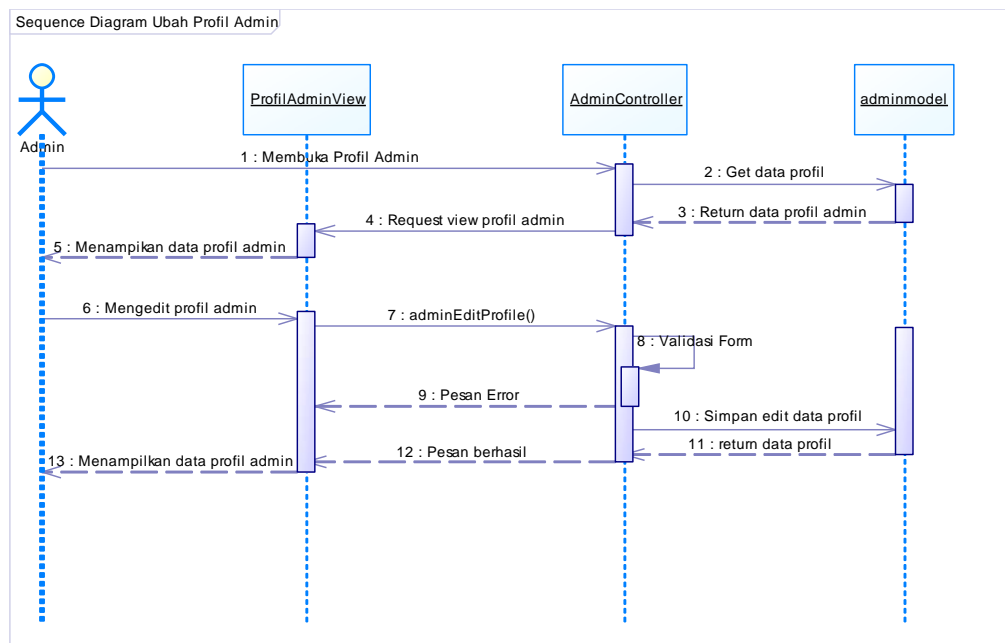 Sequence Diagram Ubah Profil Admin
ProfilAdminView
AdminController
adminmodel
Admin
1 : Membuka Profil Admin
2 : Get data profil
3 : Return data profil admin
4 : Request view profil admin
5 : Menampikan data profil admin
6 : Mengedit profil admin
7 : adminEditProfile()
8 : Validasi Form
9 : Pesan Error
10 : Simpan edit data profil
11 : return data profil
12 : Pesan berhasil
13 : Menampilkan data profil admin